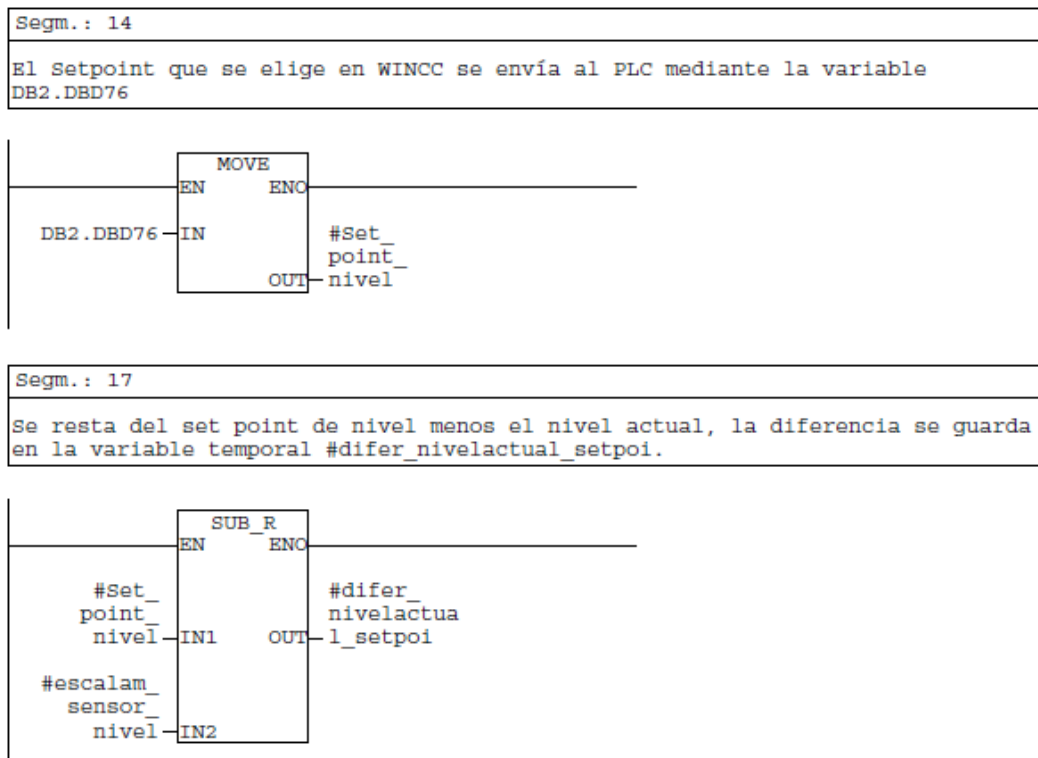 Segm.: 14
El Setpoint que se elige en WINCC se envía al PLC mediante la variable
DB2.DBD76
MOVE
EN ENO
DB2.DBD76 IN
#Set_
point_
OUT nivel
Segm.: 17
Se resta del set point de nivel menos el nivel actual, la diferencia se guarda
en la variable temporal #difer_nivelactual_setpoi.
SUB_R
EN ENO
#Set_ #difer_
point_ nivelactua
nivel IN1 OUT l_setpoi
#escalam_
sensor_
nivel IN2